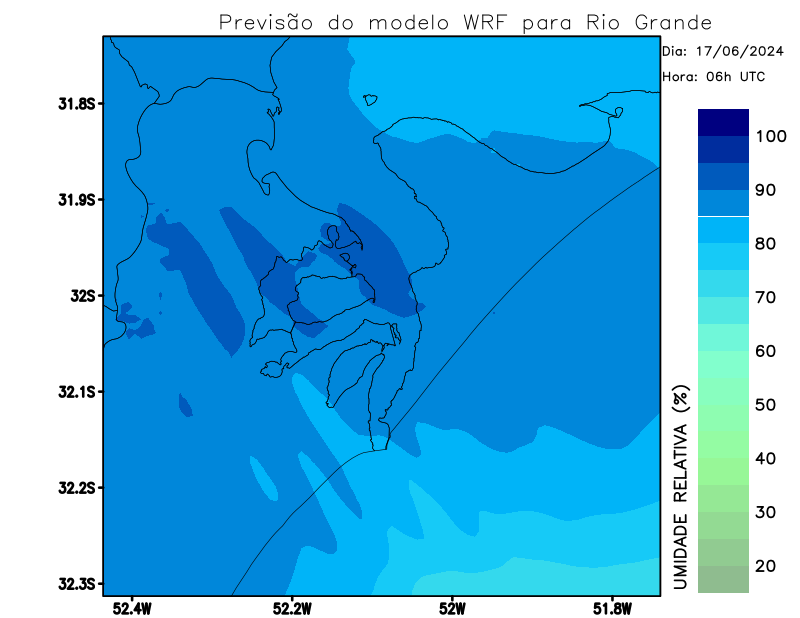 Previsão do modelo WRF para Rio Grande
Dia: 17/06/2024
Hora: 06h UTC
31.8S
31.9S
32S
32.1S
32.2S
32.3S
52.4W
52.2W
52W
51.8W
UMIDADE RELATIVA (%)
100
90
80
70
60
50
40
30
20